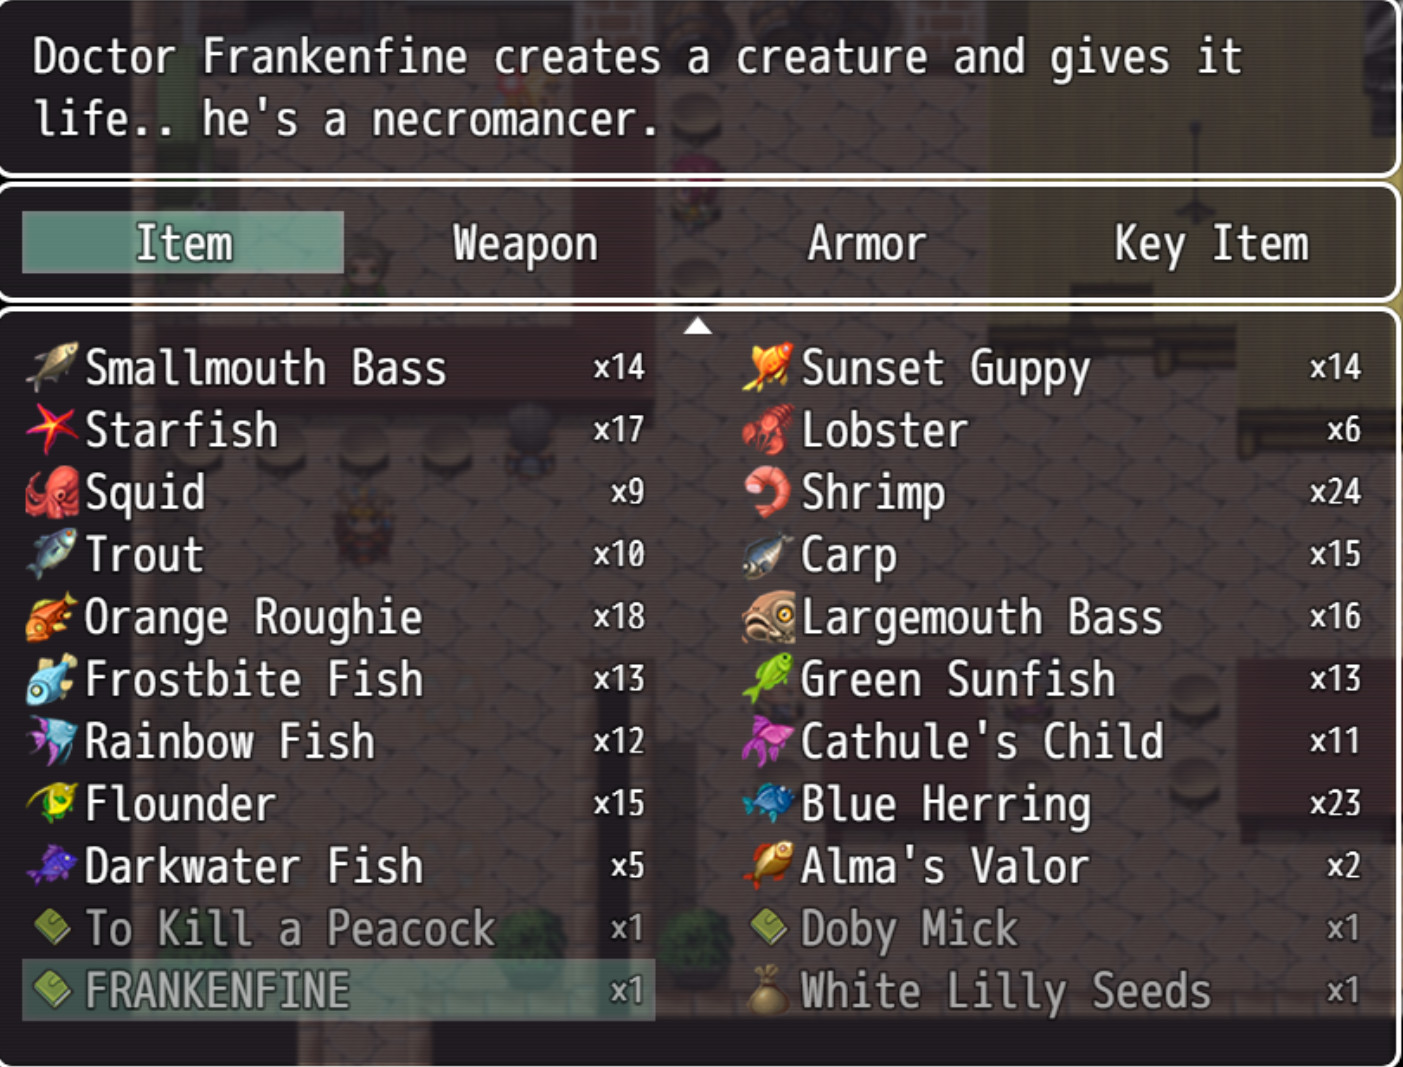 Doctor Frankenfine creates a creature and gives it
life.. he's a necromancer.
Item Weapon Armor Key Item
Smallmouth Bass x14 Sunset Guppy x14
Starfish x17 Lobster x6
Squid x9 Shrimp x24
Trout x10 Carp x15
Orange Roughie x18 Largemouth Bass x16
Frostbite Fish x13 Green Sunfish x13
Rainbow Fish x12 Cathule's Child x11
Flounder x15 Blue Herring x23
Darkwater Fish x5 Alma's Valor x2
To Kill a Peacock x1 Doby Mick x1
FRANKENFINE x1 White Lilly Seeds x1